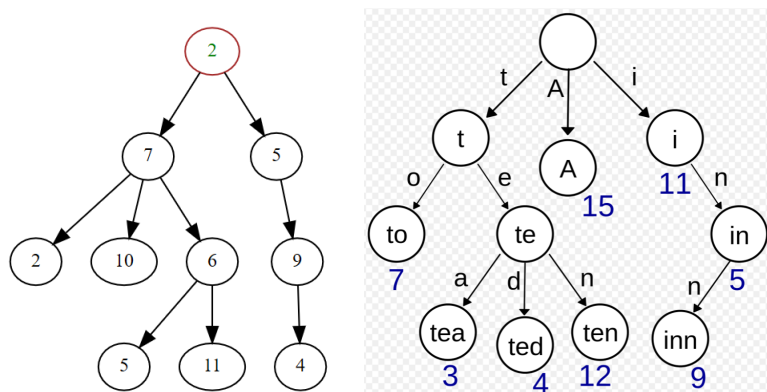 2
7 5
2 10 6 9
5 11 4
t A i
t A i
15 11
o e n
to te in
7 5
a d n n
tea ted ten inn
3 4 12 9